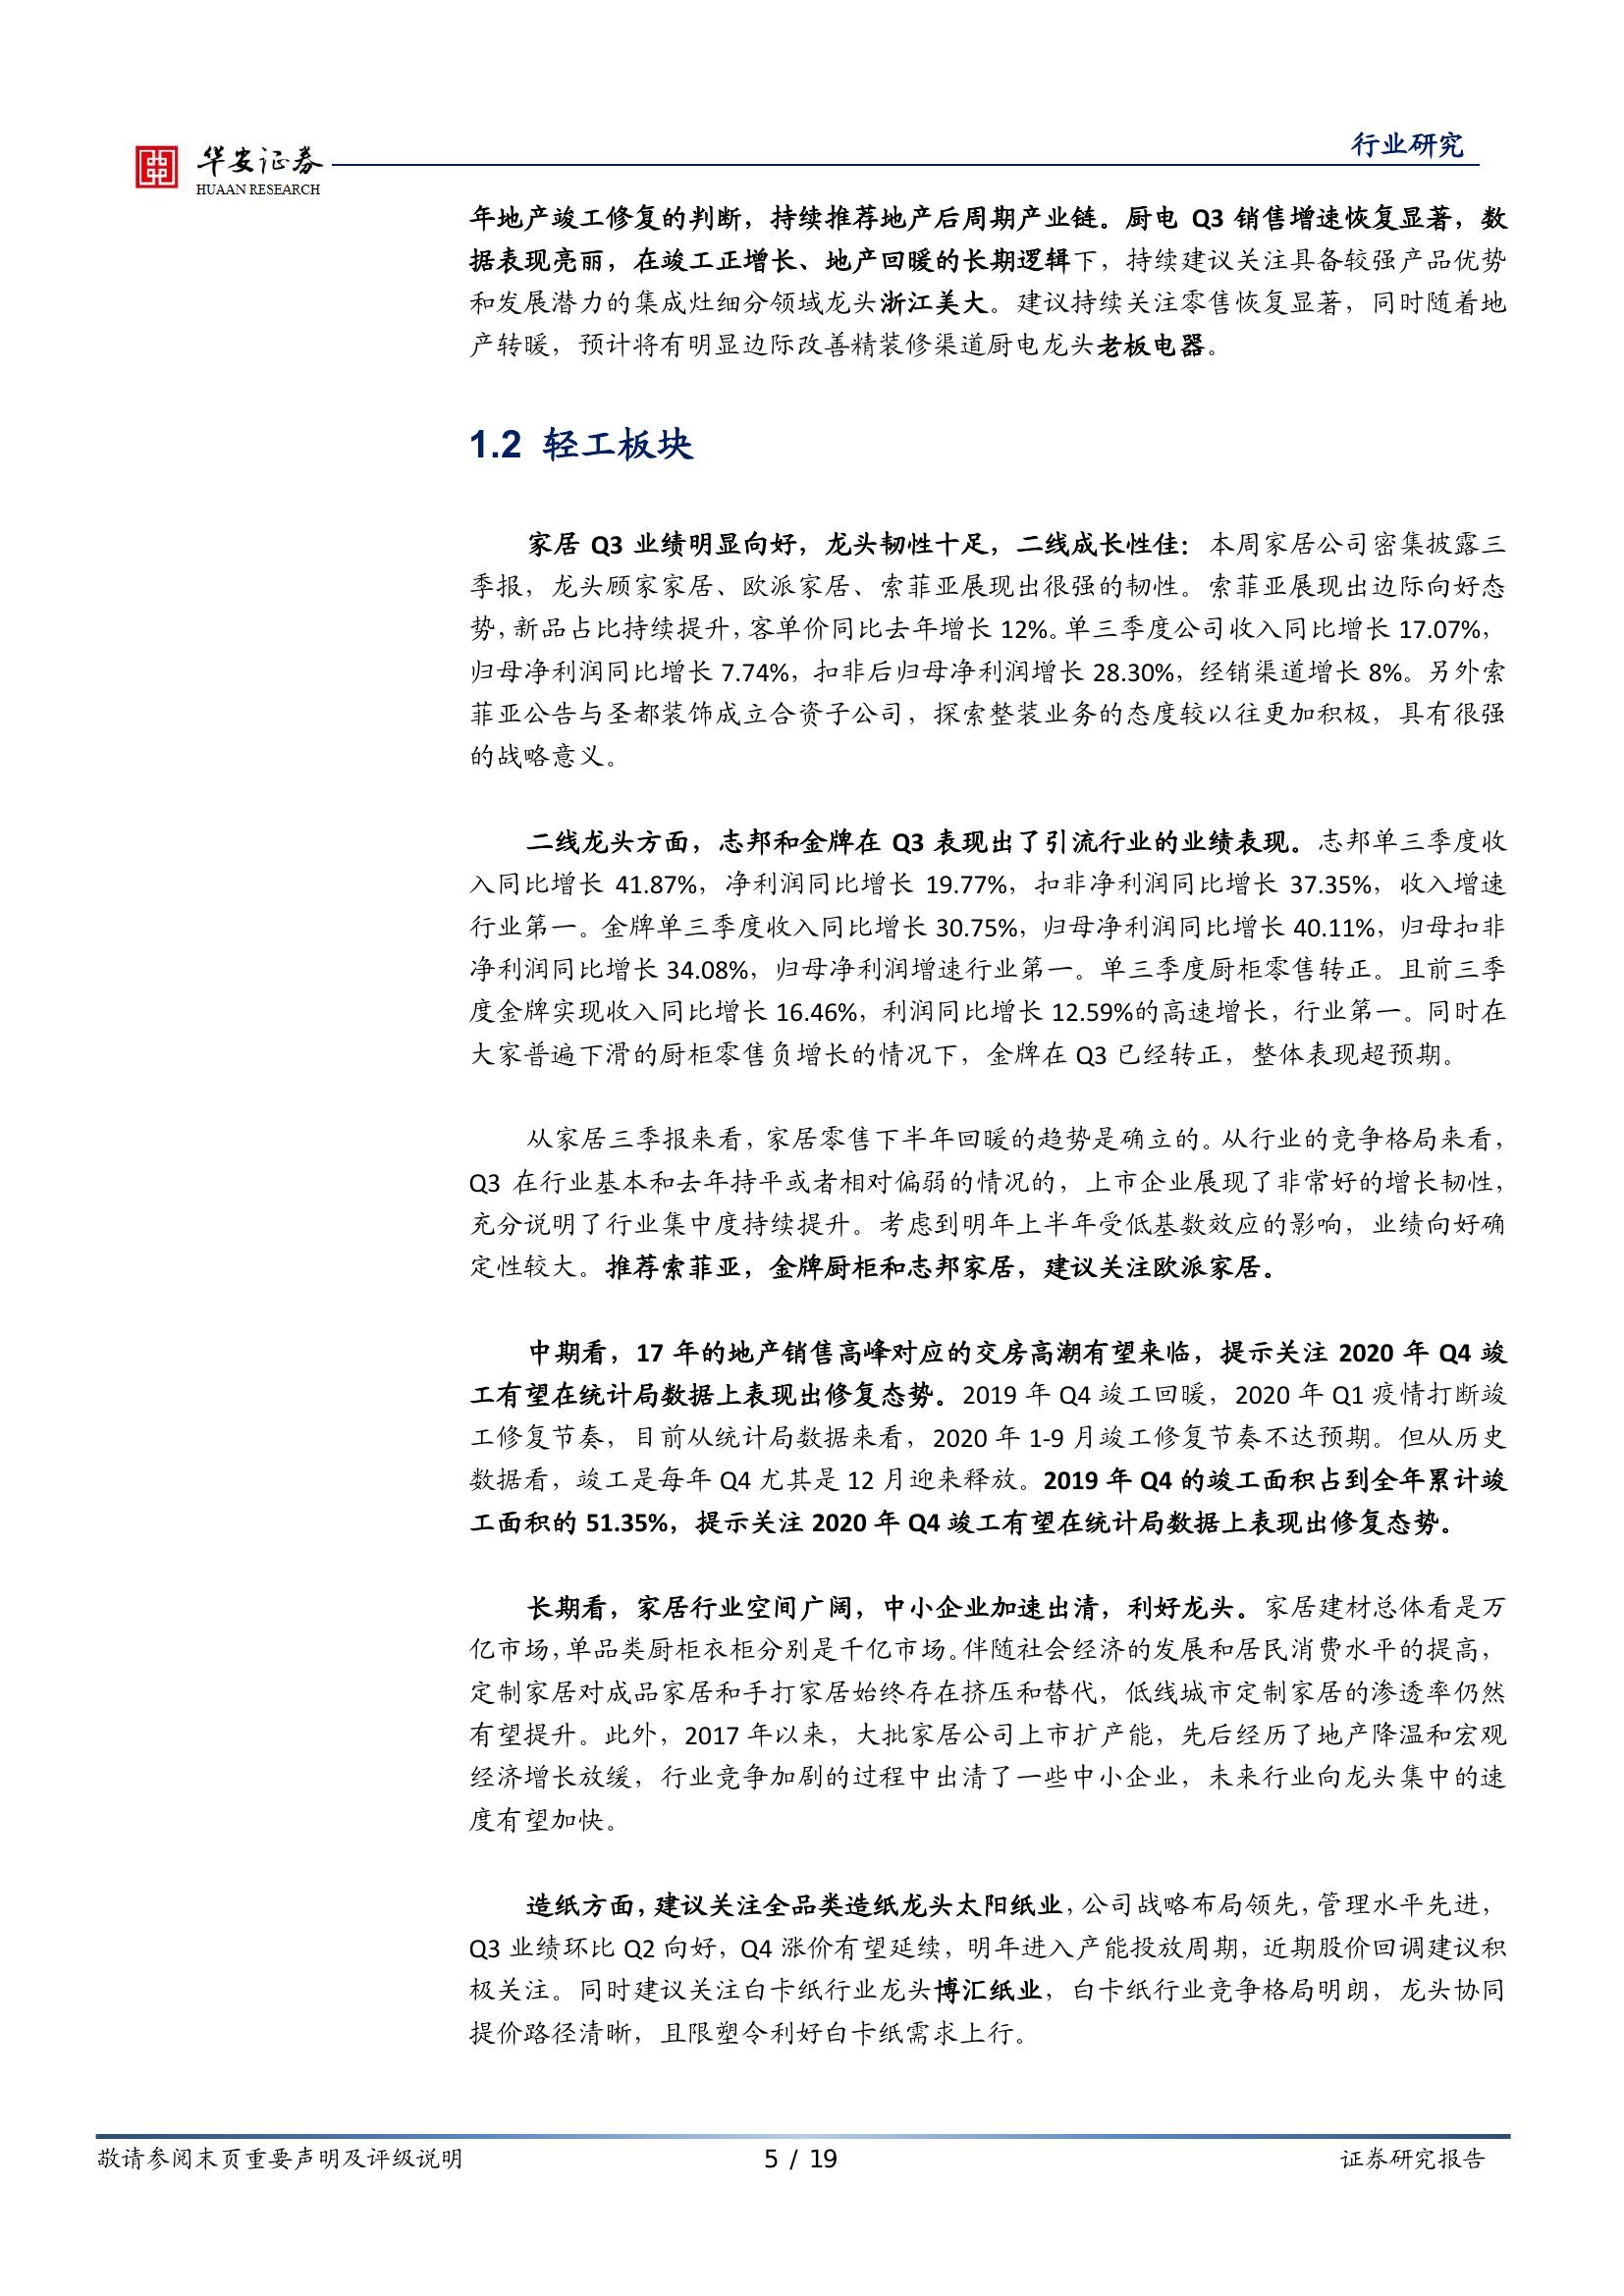 华安证券
HUAAN RESEARCH
行业研究
年地产竣工修复的判断，持续推荐地产后周期产业链。厨电 Q3 销售增速恢复显著，数
据表现亮丽，在竣工正增长、地产回暖的长期逻辑下，持续建议关注具备较强产品优势
和发展潜力的集成灶细分领域龙头浙江美大。建议持续关注零售恢复显著，同时随着地
产转暖，预计将有明显边际改善精装修渠道厨电龙头老板电器。
1.2 轻工板块
家居 Q3 业绩明显向好，龙头韧性十足，二线成长性佳：本周家居公司密集披露三
季报，龙头顾家家居、欧派家居、索菲亚展现出很强的韧性。索菲亚展现出边际向好态
势，新品占比持续提升，客单价同比去年增长 12%。单三季度公司收入同比增长 17.07%，
归母净利润同比增长 7.74%，扣非后归母净利润增长 28.30%，经销渠道增长 8%。另外索
菲亚公告与圣都装饰成立合资子公司，探索整装业务的态度较以往更加积极，具有很强
的战略意义。
二线龙头方面，志邦和金牌在 Q3 表现出了引流行业的业绩表现。志邦单三季度收
入同比增长 41.87%，净利润同比增长 19.77%，扣非净利润同比增长 37.35%，收入增速
行业第一。金牌单三季度收入同比增长 30.75%，归母净利润同比增长 40.11%，归母扣非
净利润同比增长 34.08%，归母净利润增速行业第一。单三季度厨柜零售转正。且前三季
度金牌实现收入同比增长 16.46%，利润同比增长 12.59%的高速增长，行业第一。同时在
大家普遍下滑的厨柜零售负增长的情况下，金牌在 Q3 已经转正，整体表现超预期。
从家居三季报来看，家居零售下半年回暖的趋势是确立的。从行业的竞争格局来看，
Q3 在行业基本和去年持平或者相对偏弱的情况的，上市企业展现了非常好的增长韧性，
充分说明了行业集中度持续提升。考虑到明年上半年受低基数效应的影响，业绩向好确
定性较大。推荐索菲亚，金牌厨柜和志邦家居，建议关注欧派家居。
中期看，17 年的地产销售高峰对应的交房高潮有望来临，提示关注 2020 年 Q4 竣
工有望在统计局数据上表现出修复态势。2019 年 Q4 竣工回暖，2020 年 Q1 疫情打断竣
工修复节奏，目前从统计局数据来看，2020 年 1-9 月竣工修复节奏不达预期。但从历史
数据看，竣工是每年 Q4 尤其是 12 月迎来释放。2019 年 Q4 的竣工面积占到全年累计竣
工面积的 51.35%，提示关注 2020 年 Q4 竣工有望在统计局数据上表现出修复态势。
长期看，家居行业空间广阔，中小企业加速出清，利好龙头。家居建材总体看是万
亿市场，单品类厨柜衣柜分别是千亿市场。伴随社会经济的发展和居民消费水平的提高，
定制家居对成品家居和手打家居始终存在挤压和替代，低线城市定制家居的渗透率仍然
有望提升。此外，2017 年以来，大批家居公司上市扩产能，先后经历了地产降温和宏观
经济增长放缓，行业竞争加剧的过程中出清了一些中小企业，未来行业向龙头集中的速
度有望加快。
造纸方面，建议关注全品类造纸龙头太阳纸业，公司战略布局领先，管理水平先进，
Q3 业绩环比 Q2 向好，Q4 涨价有望延续，明年进入产能投放周期，近期股价回调建议积
极关注。同时建议关注白卡纸行业龙头博汇纸业，白卡纸行业竞争格局明朗，龙头协同
提价路径清晰，且限塑令利好白卡纸需求上行。
敬请参阅末页重要声明及评级说明
5 / 19
证券研究报告